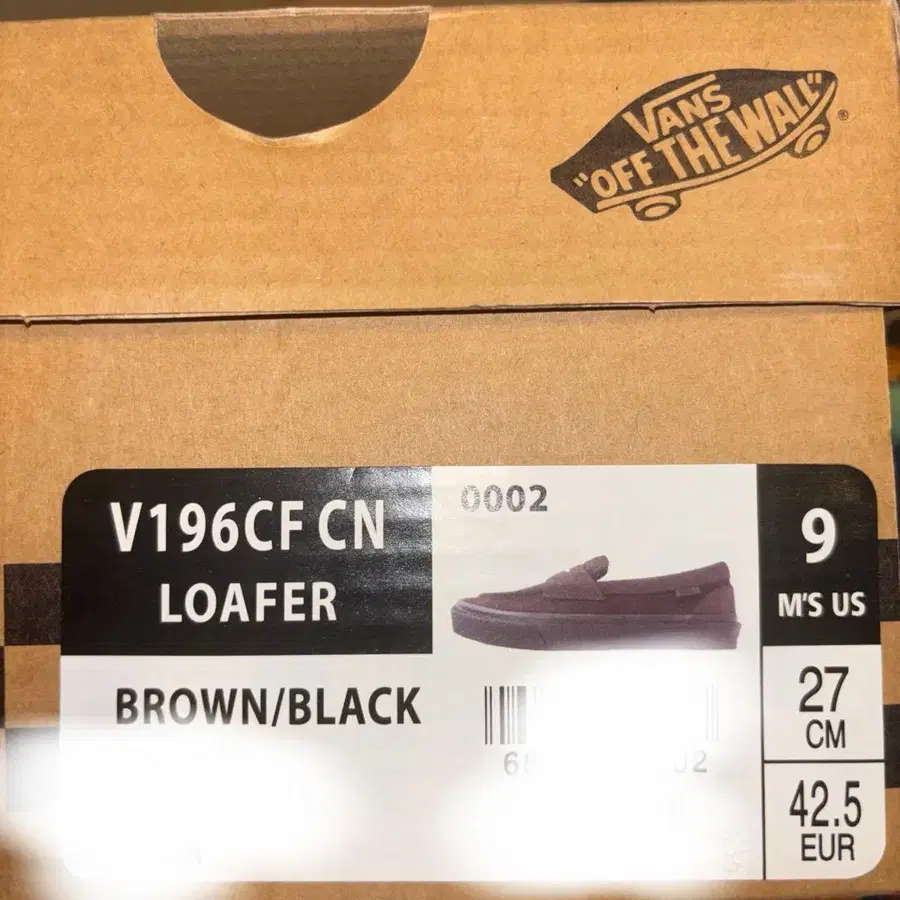 VANS
"OFF THE WALL"
®
V196CF CN
LOAFER
0002
9
M'S US
BROWN/BLACK
27
CM
42.5
EUR